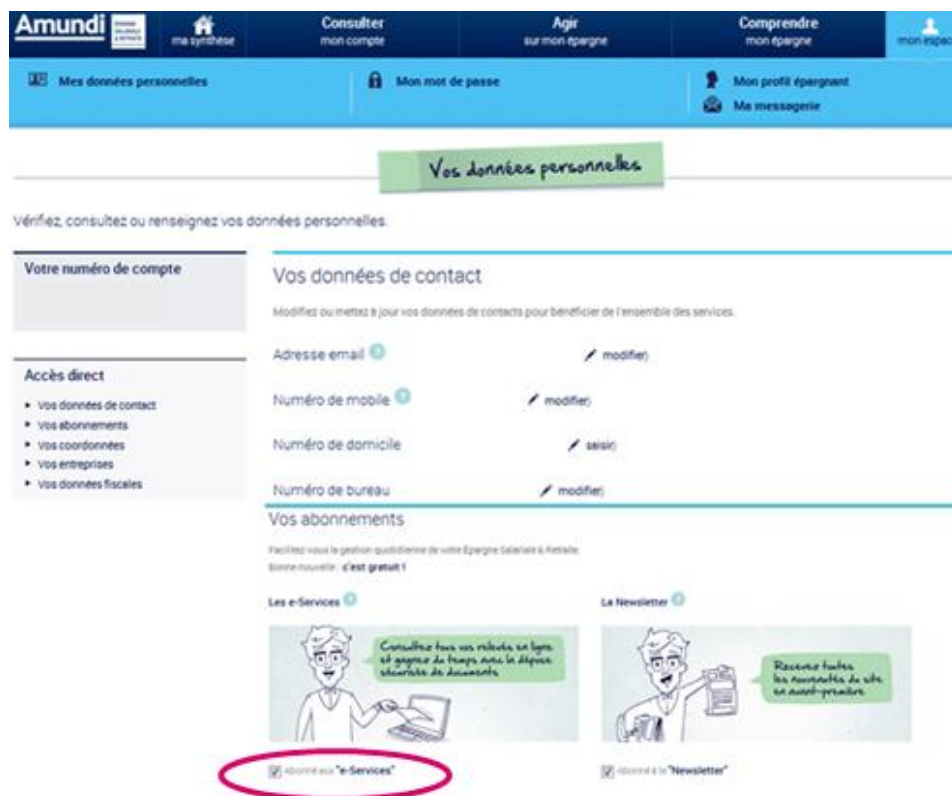 Amundi
ÉPARGNE SALARIALE & RETRAITE
ma synthèse
Consulter
mon compte
Agir
sur mon épargne
Comprendre
mon épargne
mon espac
Mes données personnelles
Mon mot de passe
Mon profil épargnant
Ma messagerie
Vos données personnelles
Vérifiez, consultez ou renseignez vos données personnelles.
Votre numéro de compte
Accès direct
Vos données de contact
Vos abonnements
Vos coordonnées
Vos entreprises
Vos données fiscales
Vos données de contact
Modifiez ou mettez à jour vos données de contacts pour bénéficier de l'ensemble des services.
Adresse email ? modifier
Numéro de mobile ? modifier
Numéro de domicile saisir
Numéro de bureau modifier
Vos abonnements
Facilitez vous la gestion quotidienne de votre Épargne Salariale & Retraite.
Bonne nouvelle : c'est gratuit !
Les e-Services ?
La Newsletter ?
Consultez tous vos relevés en ligne
et gagnez du temps avec la dépose
sécurisée de documents
Recevez toutes
les nouveautés du site
en avant-première
Abonné aux "e-Services"
Abonné à la "Newsletter"